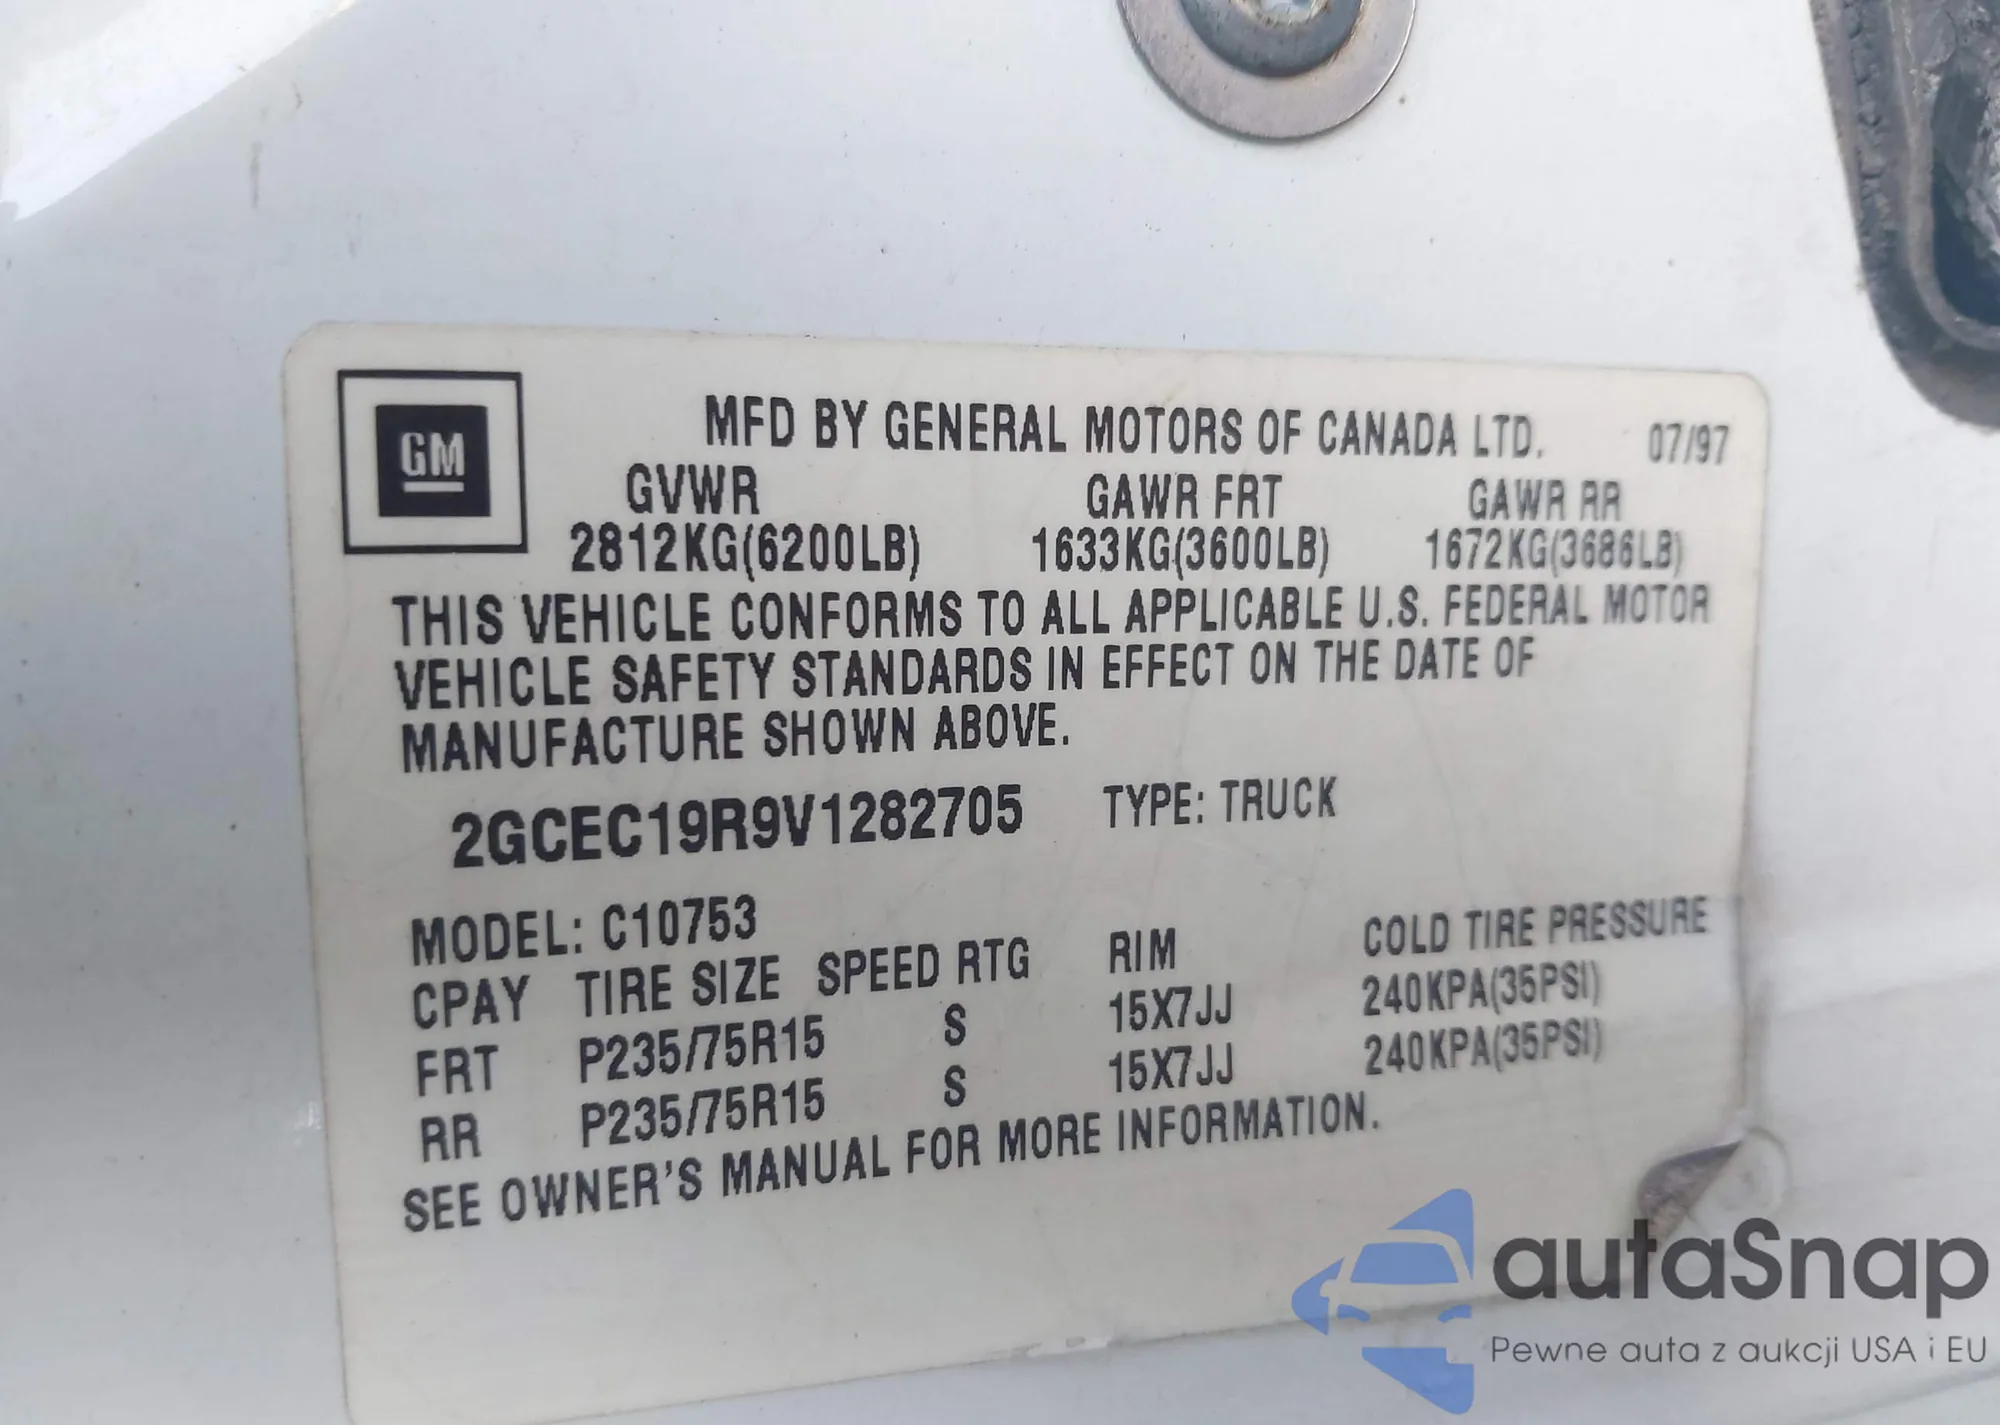 GM
MFD BY GENERAL MOTORS OF CANADA LTD. 07/97
GVWR GAWR FRT GAWR RR
2812KG(6200LB) 1633KG(3600LB) 1672KG(3686LB)
THIS VEHICLE CONFORMS TO ALL APPLICABLE U.S. FEDERAL MOTOR
VEHICLE SAFETY STANDARDS IN EFFECT ON THE DATE OF
MANUFACTURE SHOWN ABOVE.
2GCEC19R9V1282705 TYPE: TRUCK
MODEL: C10753
CPAY TIRE SIZE SPEED RTG RIM COLD TIRE PRESSURE
FRT P235/75R15 S 15X7JJ 240KPA(35PSI)
RR P235/75R15 S 15X7JJ 240KPA(35PSI)
SEE OWNER'S MANUAL FOR MORE INFORMATION.
autaSnap
Pewne auta z aukcji USA i EU